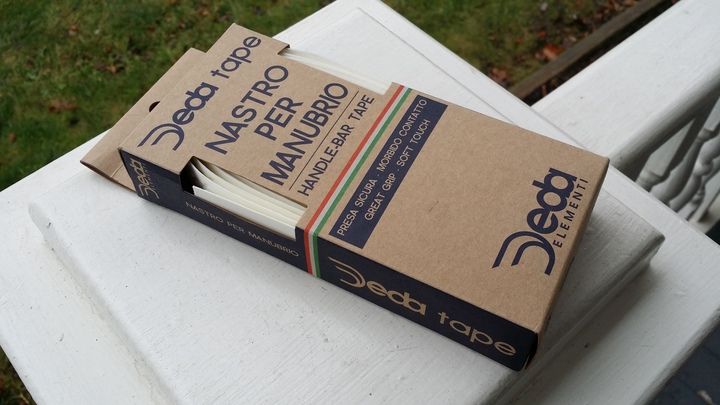 Deda tape
NASTRO
PER
MANUBRIO
HANDLE-BAR TAPE
PRESA SICURA . MORBIDO CONTATTO
GREAT GRIP . SOFT TOUCH
Deda
ELEMENTI
Deda
NASTRO PER MANUBRIO
Deda tape